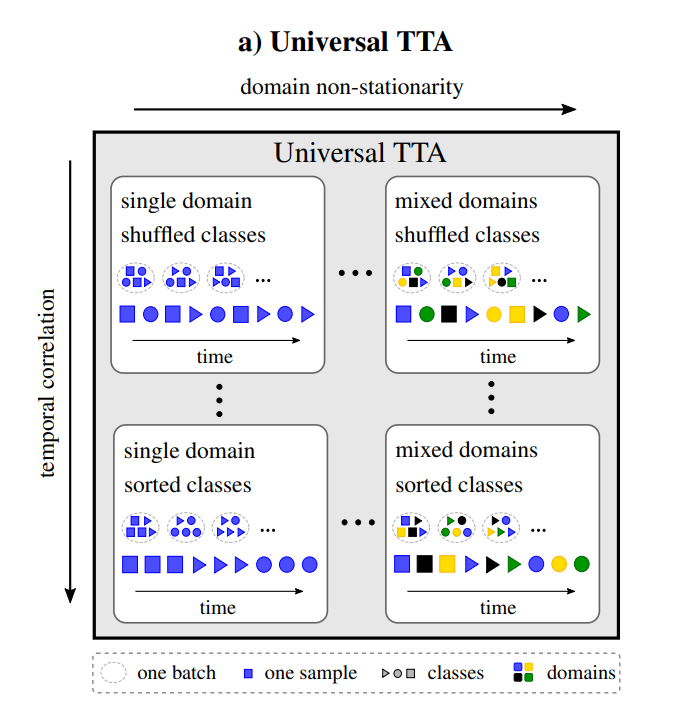 a) Universal TTA
domain non-stationarity
Universal TTA
temporal correlation
single domain
shuffled classes
...
time
mixed domains
shuffled classes
...
time
single domain
sorted classes
...
time
mixed domains
sorted classes
...
time
one batch
one sample
classes
domains